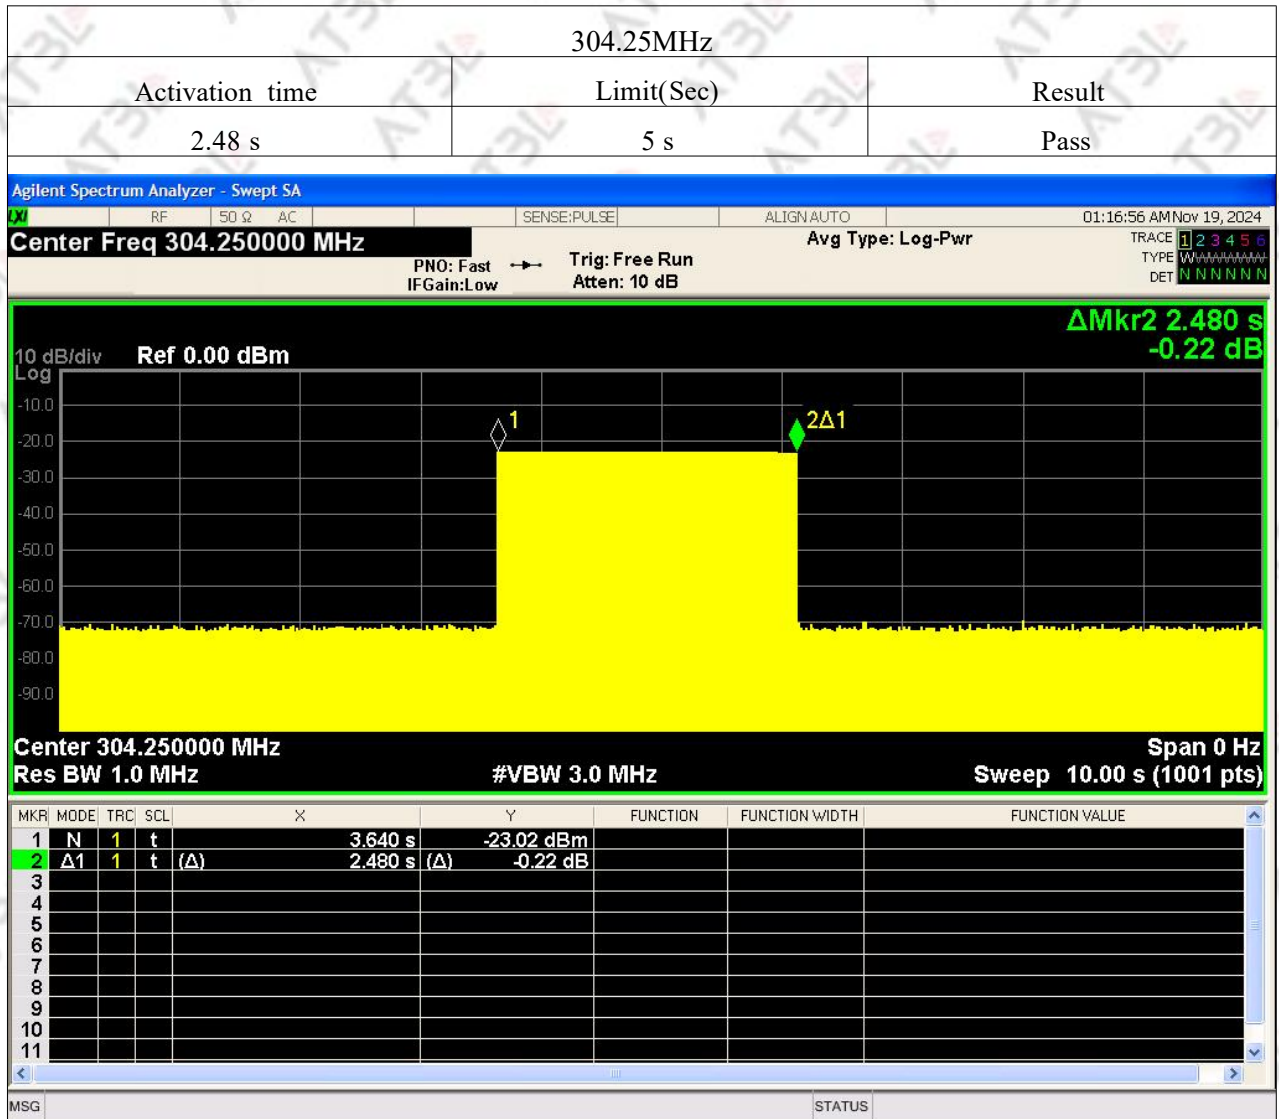 304.25MHz
Activation time Limit(Sec) Result
2.48 s 5 s Pass
Agilent Spectrum Analyzer - Swept SA
LXI RF 50 Ω AC SENSE:PULSE ALIGN AUTO 01:16:56 AM Nov 19, 2024
Center Freq 304.250000 MHz
PNO: Fast
IFGain:Low
Trig: Free Run
Atten: 10 dB
Avg Type: Log-Pwr
TRACE 1 2 3 4 5 6
TYPE W
DET N N N N N N
ΔMkr2 2.480 s
-0.22 dB
10 dB/div Ref 0.00 dBm
Log
-10.0
1
2Δ1
-20.0
-30.0
-40.0
-50.0
-60.0
-70.0
-80.0
-90.0
Center 304.250000 MHz Span 0 Hz
Res BW 1.0 MHz #VBW 3.0 MHz Sweep 10.00 s (1001 pts)
MKR MODE TRC SCL X Y FUNCTION FUNCTION WIDTH FUNCTION VALUE
1 N 1 t 3.640 s -23.02 dBm
2 Δ1 1 t (Δ) 2.480 s (Δ) -0.22 dB
3
4
5
6
7
8
9
10
11
MSG STATUS